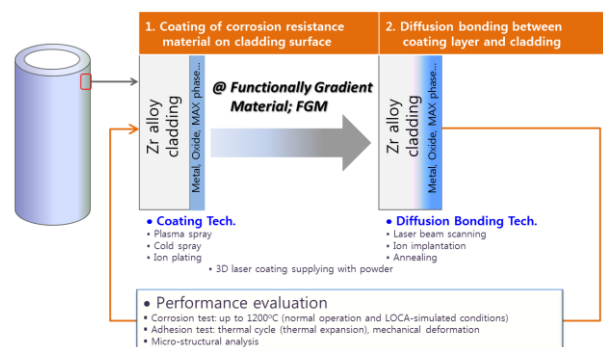 1. Coating of corrosion resistance
material on cladding surface
2. Diffusion bonding between
coating layer and cladding
Zr alloy
cladding
Metal, Oxide, MAX phase...
@ Functionally Gradient
Material; FGM
Zr alloy
cladding
Metal, Oxide, MAX phase...
• Coating Tech.
• Plasma spray
• Cold spray
• Ion plating
• 3D laser coating supplying with powder
• Diffusion Bonding Tech.
• Laser beam scanning
• Ion implantation
• Annealing
• Performance evaluation
▪ Corrosion test: up to 1200°C (normal operation and LOCA-simulated conditions)
▪ Adhesion test: thermal cycle (thermal expansion), mechanical deformation
▪ Micro-structural analysis